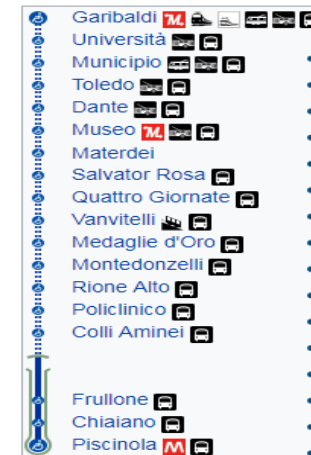 Garibaldi M
Università
Municipio
Toledo
Dante
Museo M
Materdei
Salvator Rosa
Quattro Giornate
Vanvitelli
Medaglie d'Oro
Montedonzelli
Rione Alto
Policlinico
Colli Aminei
Frullone
Chiaiano
Piscinola M